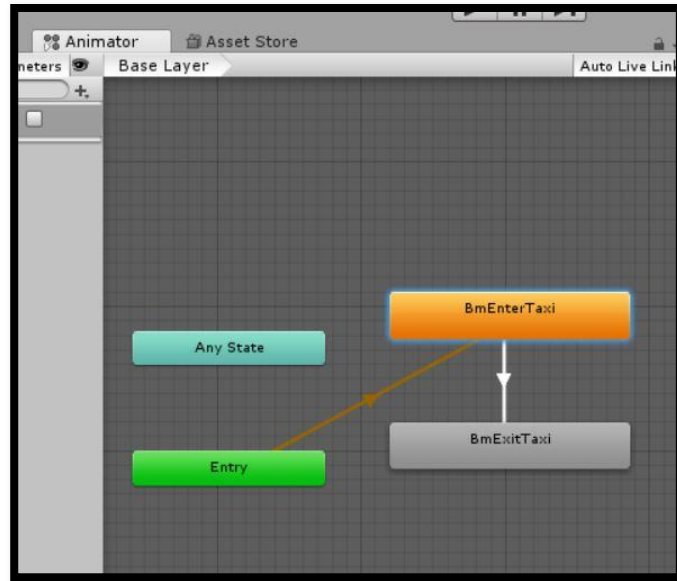 Animator
Asset Store
meters
Base Layer
Auto Live Link
BmEnterTaxi
Any State
BmExitTaxi
Entry